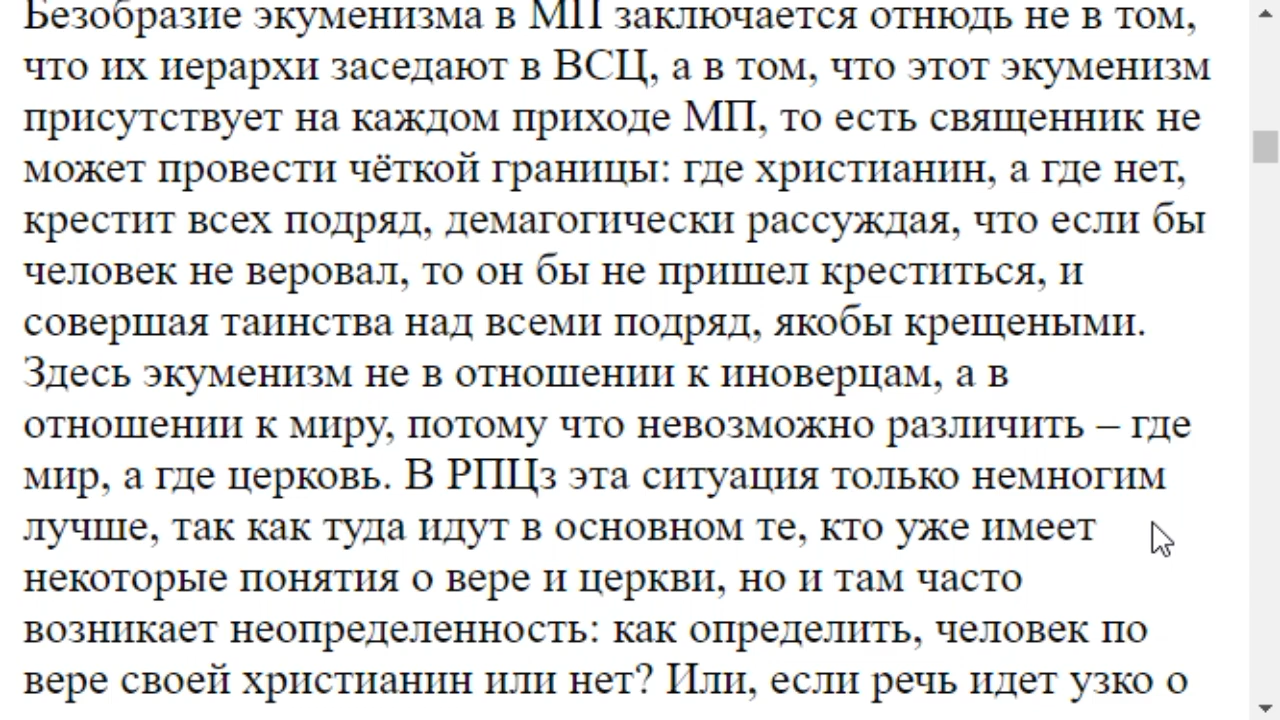 Безобразие экуменизма в МП заключается отнюдь не в том,
что их иерархи заседают в ВСЦ, а в том, что этот экуменизм
присутствует на каждом приходе МП, то есть священник не
может провести чёткой границы: где христианин, а где нет,
крестит всех подряд, демагогически рассуждая, что если бы
человек не веровал, то он бы не пришел креститься, и
совершая таинства над всеми подряд, якобы крещеными.
Здесь экуменизм не в отношении к иноверцам, а в
отношении к миру, потому что невозможно различить – где
мир, а где церковь. В РПЦз эта ситуация только немногим
лучше, так как туда идут в основном те, кто уже имеет
некоторые понятия о вере и церкви, но и там часто
возникает неопределенность: как определить, человек по
вере своей христианин или нет? Или, если речь идет узко о